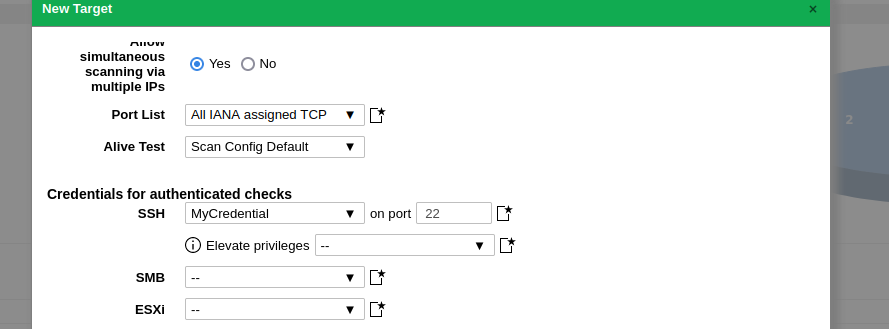 New Target ×
Allow
simultaneous
scanning via
multiple IPs
Yes No
Port List All IANA assigned TCP ▼
Alive Test Scan Config Default ▼
2
Credentials for authenticated checks
SSH MyCredential ▼ on port 22
Elevate privileges -- ▼
SMB -- ▼
ESXi -- ▼